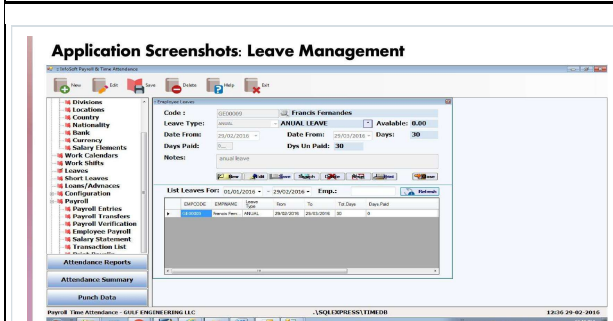 Application Screenshots: Leave Management
InfoSoft Payroll & Time Attendance
New Edit Save Delete Help Exit
Divisions
Locations
Country
Nationality
Bank
Currency
Salary Elements
Work Calendars
Work Shifts
Leaves
Short Leaves
Loans/Advnaces
Configuration
Payroll
Payroll Entries
Payroll Transfers
Payroll Verification
Employee Payroll
Salary Statement
Transaction List
Attendance Reports
Attendance Summary
Punch Data
Employee Leaves
Code : GE00009 Francis Fernandes
Leave Type: ANUAL ANUAL LEAVE Available: 0.00
Date From: 29/02/2016 Date From: 29/03/2016 Days: 30
Days Paid: Dys Un Paid: 30
Notes: anual leave
New Edit Save Search Print
List Leaves For: 01/01/2016 - 29/02/2016 Emp.: Refresh
EMPCODE EMPNAME Leave Type From To Tot.Days Days Paid
GE00009 Francis Fern ANUAL 29/02/2016 29/03/2016 30 0
Payroll Time Attendance - GULF ENGINEERING LLC .\SQLEXPRESS\TIMEDB 12:36 29-02-2016